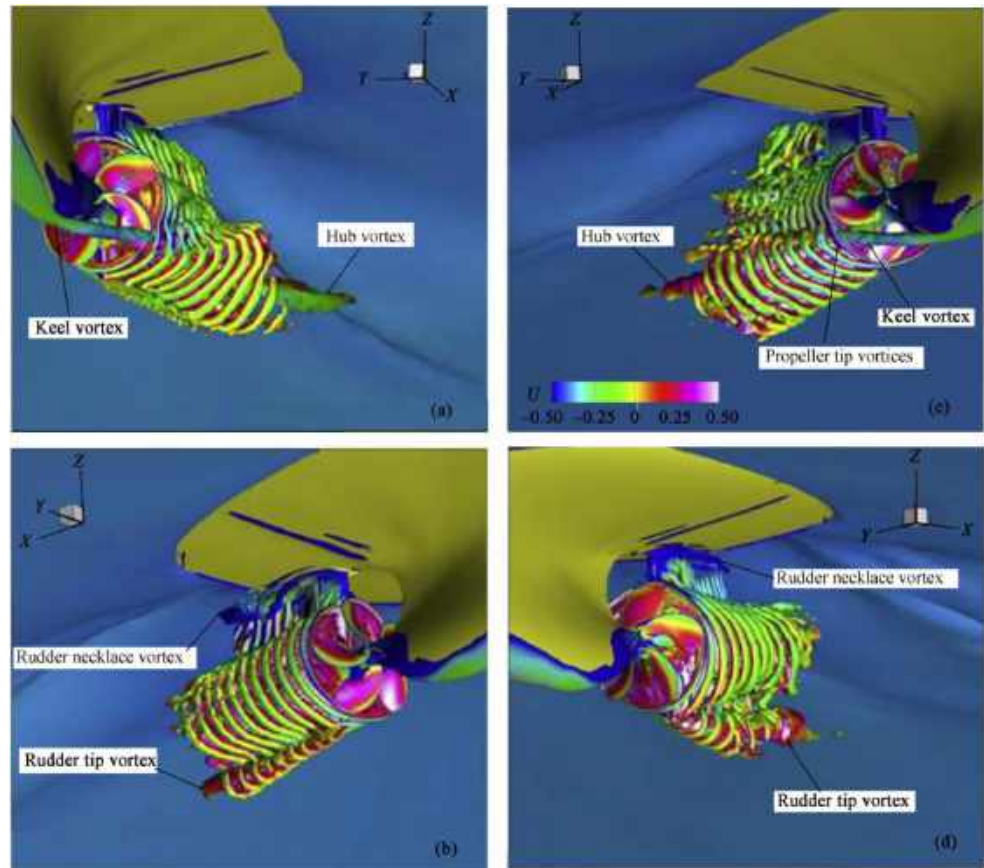 Z
Y
X
Hub vortex
Keel vortex
(a)
Z
Y
X
Hub vortex
Keel vortex
Propeller tip vortices
U
-0.50 -0.25 0 0.25 0.50
(c)
Z
Y
X
Rudder necklace vortex
Rudder tip vortex
(b)
Z
Y
X
Rudder necklace vortex
Rudder tip vortex
(d)